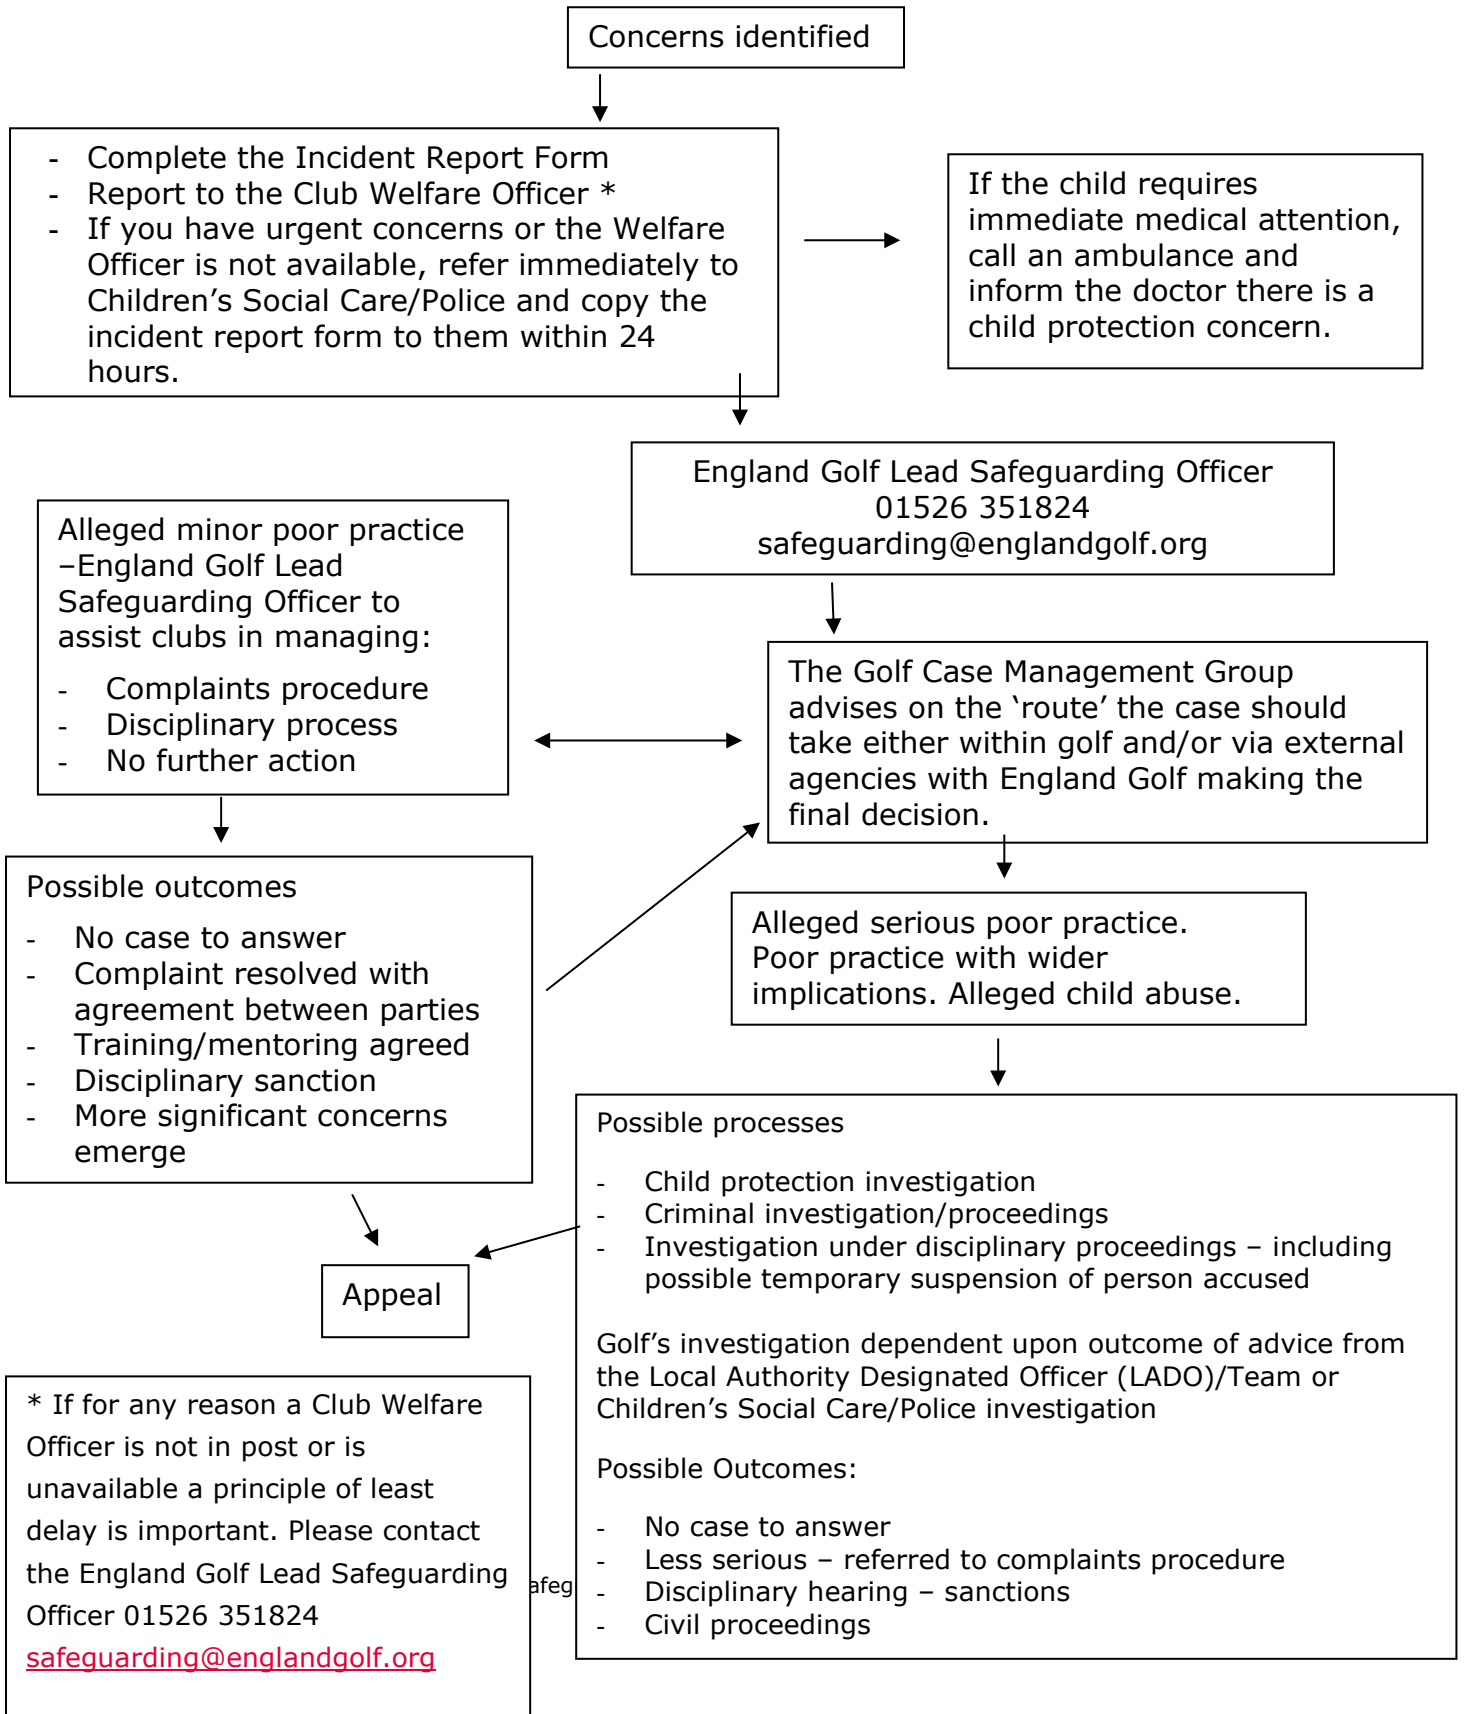 Concerns identified
- Complete the Incident Report Form
- Report to the Club Welfare Officer *
- If you have urgent concerns or the Welfare
Officer is not available, refer immediately to
Children’s Social Care/Police and copy the
incident report form to them within 24
hours.
If the child requires
immediate medical attention,
call an ambulance and
inform the doctor there is a
child protection concern.
England Golf Lead Safeguarding Officer
01526 351824
safeguarding@englandgolf.org
Alleged minor poor practice
–England Golf Lead
Safeguarding Officer to
assist clubs in managing:
- Complaints procedure
- Disciplinary process
- No further action
The Golf Case Management Group
advises on the ‘route’ the case should
take either within golf and/or via external
agencies with England Golf making the
final decision.
Possible outcomes
- No case to answer
- Complaint resolved with
agreement between parties
- Training/mentoring agreed
- Disciplinary sanction
- More significant concerns
emerge
Alleged serious poor practice.
Poor practice with wider
implications. Alleged child abuse.
Possible processes
- Child protection investigation
- Criminal investigation/proceedings
- Investigation under disciplinary proceedings – including
possible temporary suspension of person accused
Golf’s investigation dependent upon outcome of advice from
the Local Authority Designated Officer (LADO)/Team or
Children’s Social Care/Police investigation
Possible Outcomes:
- No case to answer
- Less serious – referred to complaints procedure
- Disciplinary hearing – sanctions
- Civil proceedings
Appeal
* If for any reason a Club Welfare
Officer is not in post or is
unavailable a principle of least
delay is important. Please contact
the England Golf Lead Safeguarding
Officer 01526 351824
safeguarding@englandgolf.org